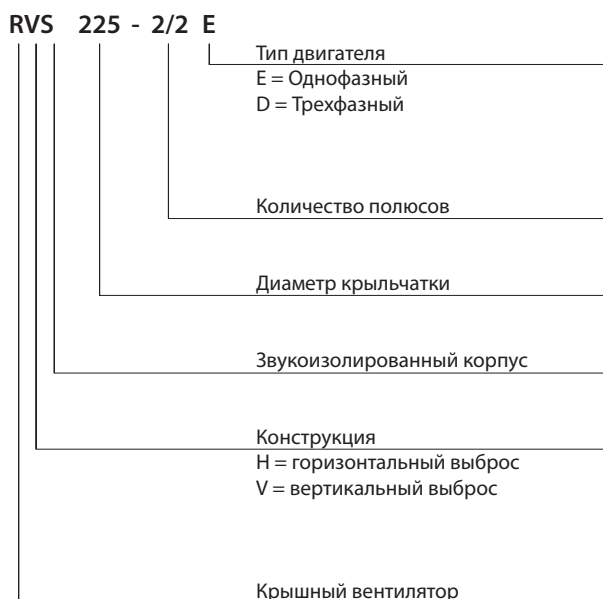 RVS 225 - 2/2 E
Тип двигателя
E = Однофазный
D = Трехфазный
Количество полюсов
Диаметр крыльчатки
Звукоизолированный корпус
Конструкция
H = горизонтальный выброс
V = вертикальный выброс
Крышный вентилятор